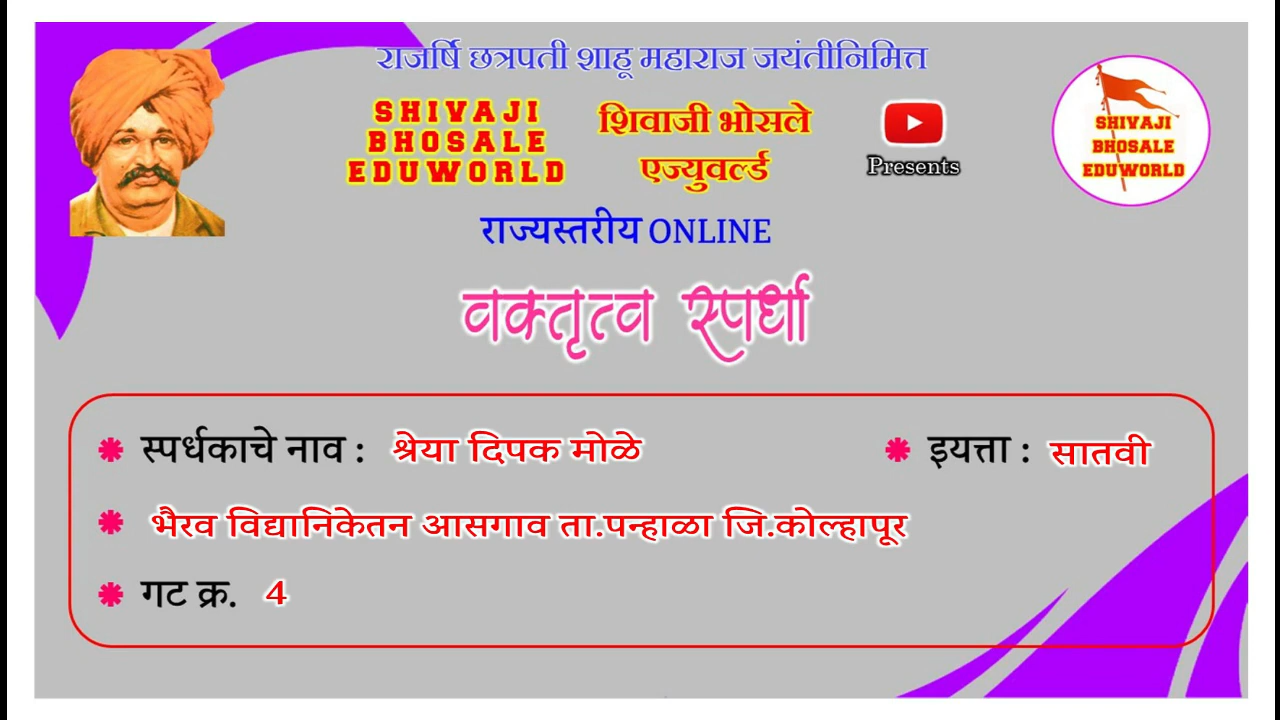 राजर्षि छत्रपती शाहू महाराज जयंतीनिमित्त
SHIVAJI
BHOSALE
EDUWORLD
शिवाजी भोसले
एज्युवर्ल्ड
Presents
SHIVAJI
BHOSALE
EDUWORLD
राज्यस्तरीय ONLINE
वक्तृत्व स्पर्धा
स्पर्धकाचे नाव : श्रेया दिपक मोळे
इयत्ता : सातवी
भैरव विद्यानिकेतन आसगाव ता.पन्हाळा जि.कोल्हापूर
गट क्र. 4